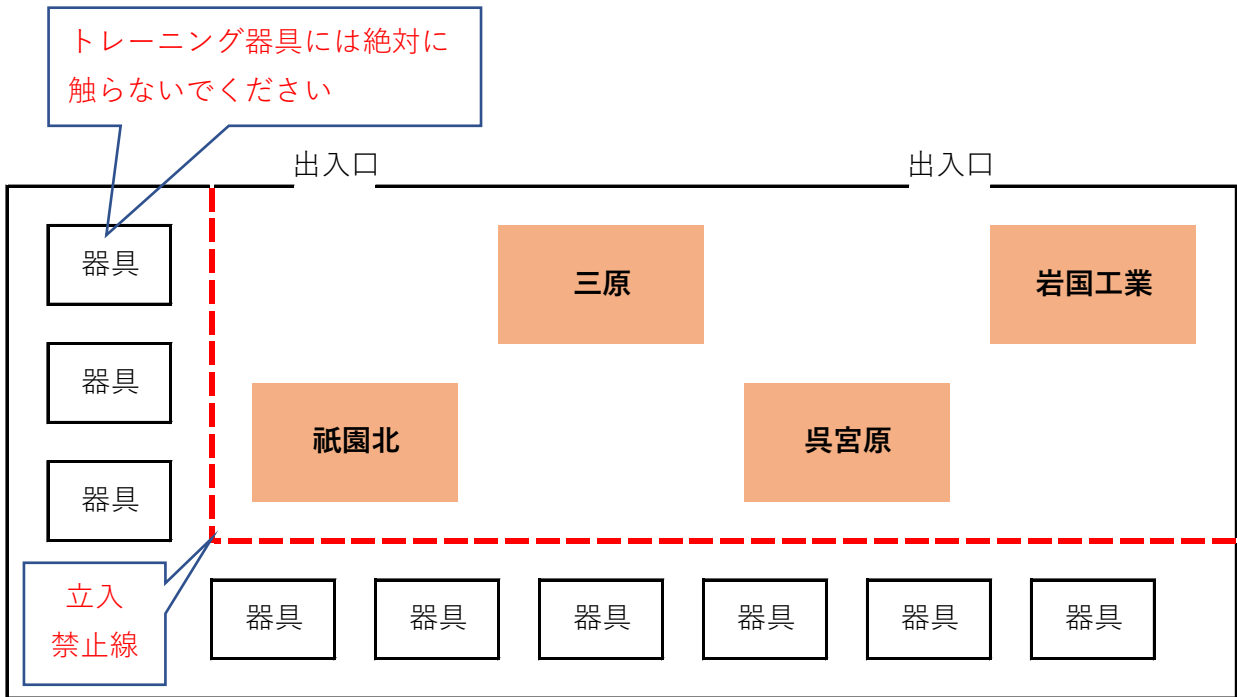 トレーニング器具には絶対に
触らないでください
出入口
出入口
器具
三原
岩国工業
器具
祇園北
呉宮原
器具
立入
禁止線
器具
器具
器具
器具
器具
器具